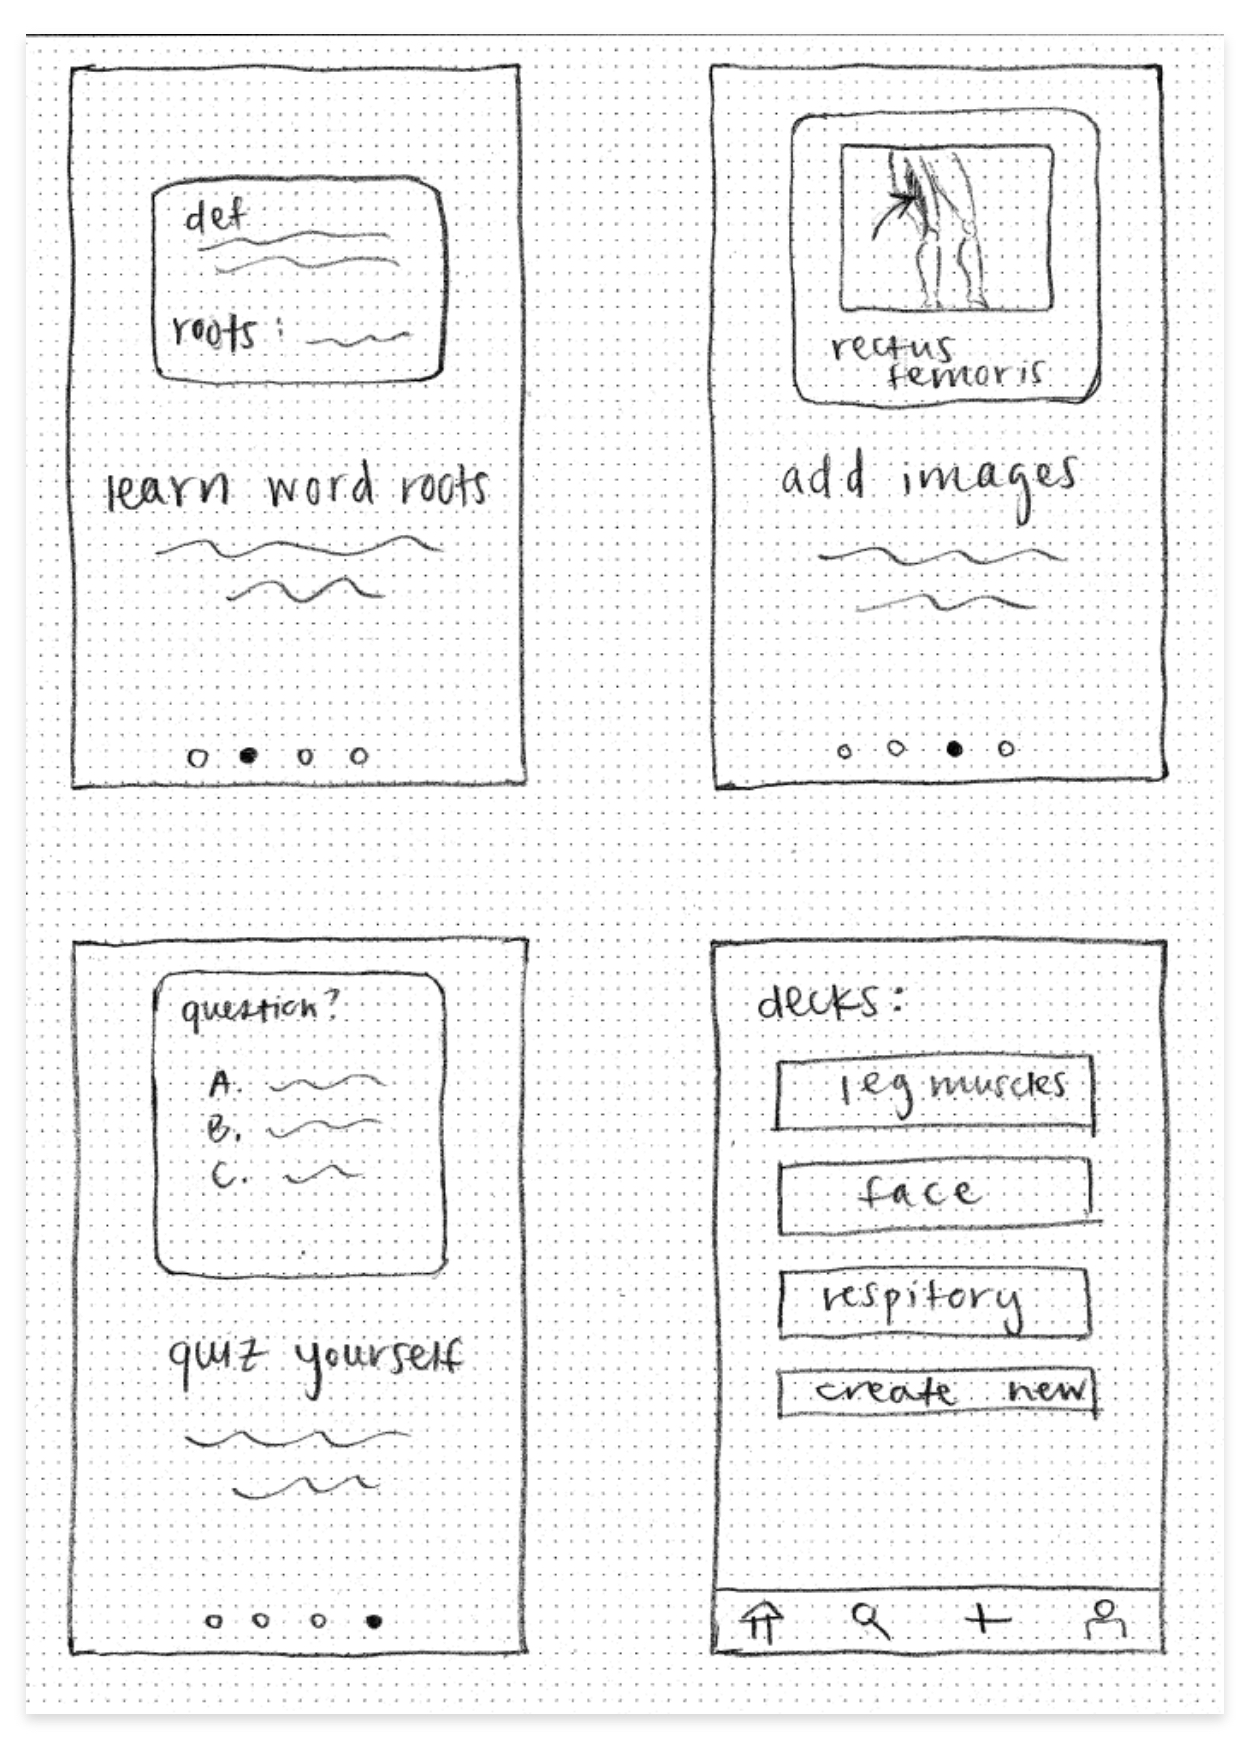 def
roots :
learn word roots
rectus
femoris
add images
question?
A.
B.
C.
quiz yourself
decks:
leg muscles
face
respitory
create new